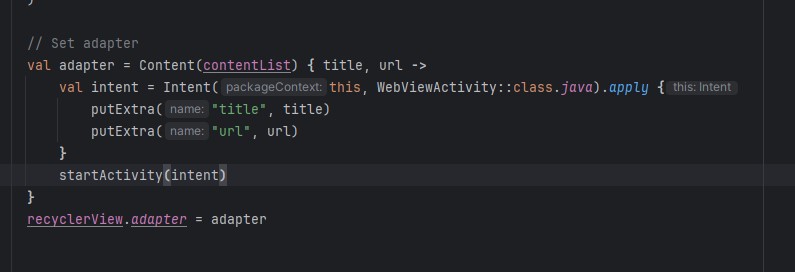 )
// Set adapter
val adapter = Content(contentList) { title, url ->
val intent = Intent( packageContext: this, WebViewActivity::class.java).apply { this: Intent
putExtra( name: "title", title)
putExtra( name: "url", url)
}
startActivity(intent)
}
recyclerView.adapter = adapter